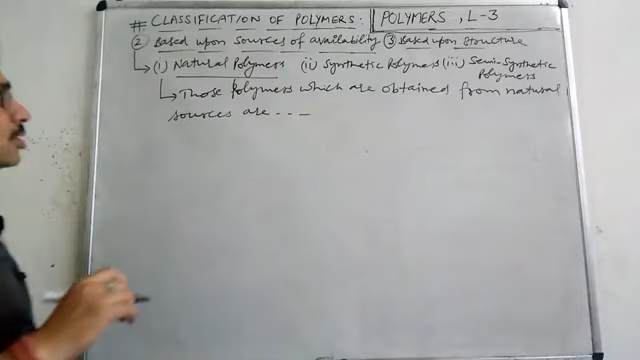 # CLASSIFICATION OF POLYMERS: POLYMERS, L-3
② Based upon sources of availability ③ Based upon structure
(i) Natural Polymers (ii) Synthetic Polymers (iii) Semi-Synthetic Polymers
Those Polymers which are obtained from natural
sources are ---